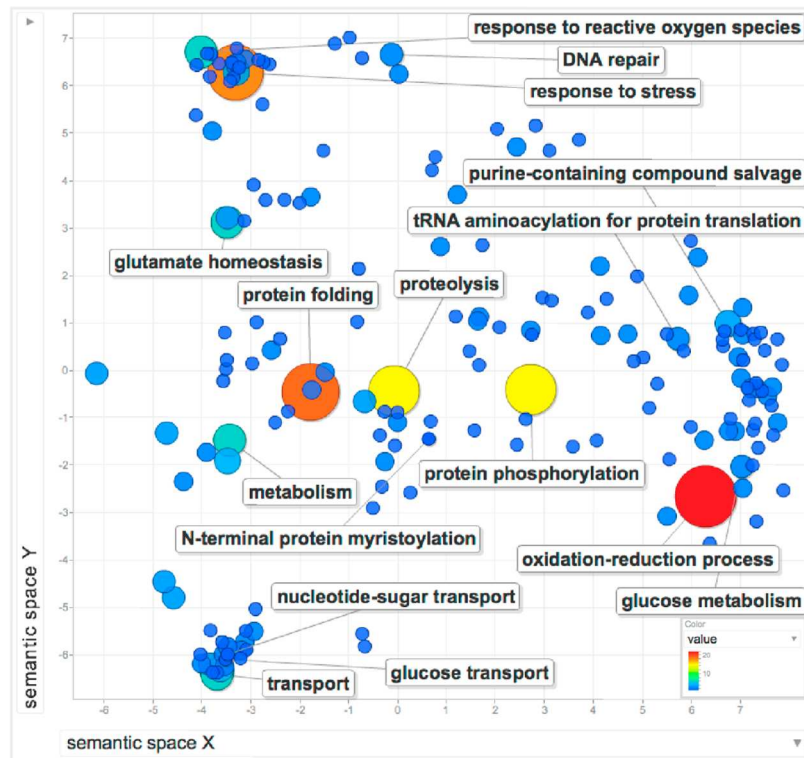 response to reactive oxygen species
DNA repair
response to stress
purine-containing compound salvage
tRNA aminoacylation for protein translation
glutamate homeostasis
protein folding
proteolysis
protein phosphorylation
metabolism
N-terminal protein myristoylation
oxidation-reduction process
nucleotide-sugar transport
glucose metabolism
glucose transport
transport
Color
value
20
10
semantic space Y
7
6
5
4
3
2
1
0
-1
-2
-3
-4
-5
-6
-6 -5 -4 -3 -2 -1 0 1 2 3 4 5 6 7
semantic space X